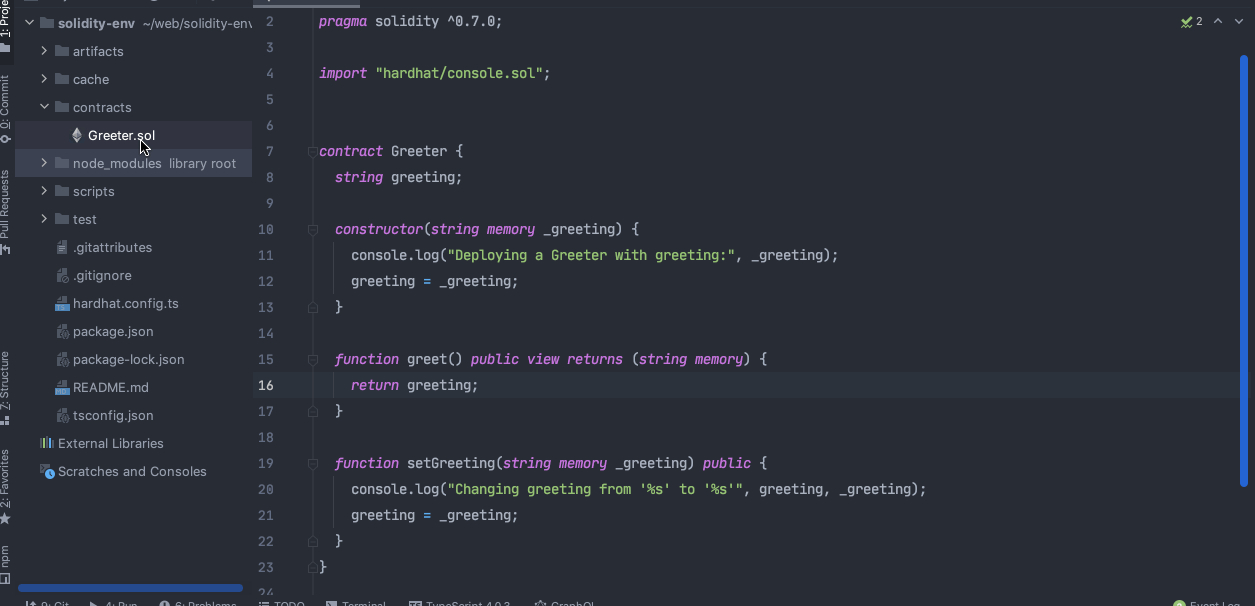 1: Proje
0: Commit
Pull Requests
7: Structure
2: Favorites
npm
solidity-env ~/web/solidity-env
artifacts
cache
contracts
Greeter.sol
node_modules library root
scripts
test
.gitattributes
.gitignore
hardhat.config.ts
package.json
package-lock.json
README.md
tsconfig.json
External Libraries
Scratches and Consoles
2
2 pragma solidity ^0.7.0;
3
4 import "hardhat/console.sol";
5
6
7 contract Greeter {
8 string greeting;
9
10 constructor(string memory _greeting) {
11 console.log("Deploying a Greeter with greeting:", _greeting);
12 greeting = _greeting;
13 }
14
15 function greet() public view returns (string memory) {
16 return greeting;
17 }
18
19 function setGreeting(string memory _greeting) public {
20 console.log("Changing greeting from '%s' to '%s'", greeting, _greeting);
21 greeting = _greeting;
22 }
23 }
24
9: Git 4: Run 6: Problems TODO Terminal TypeScript 4.0.3 GraphQL Event Log